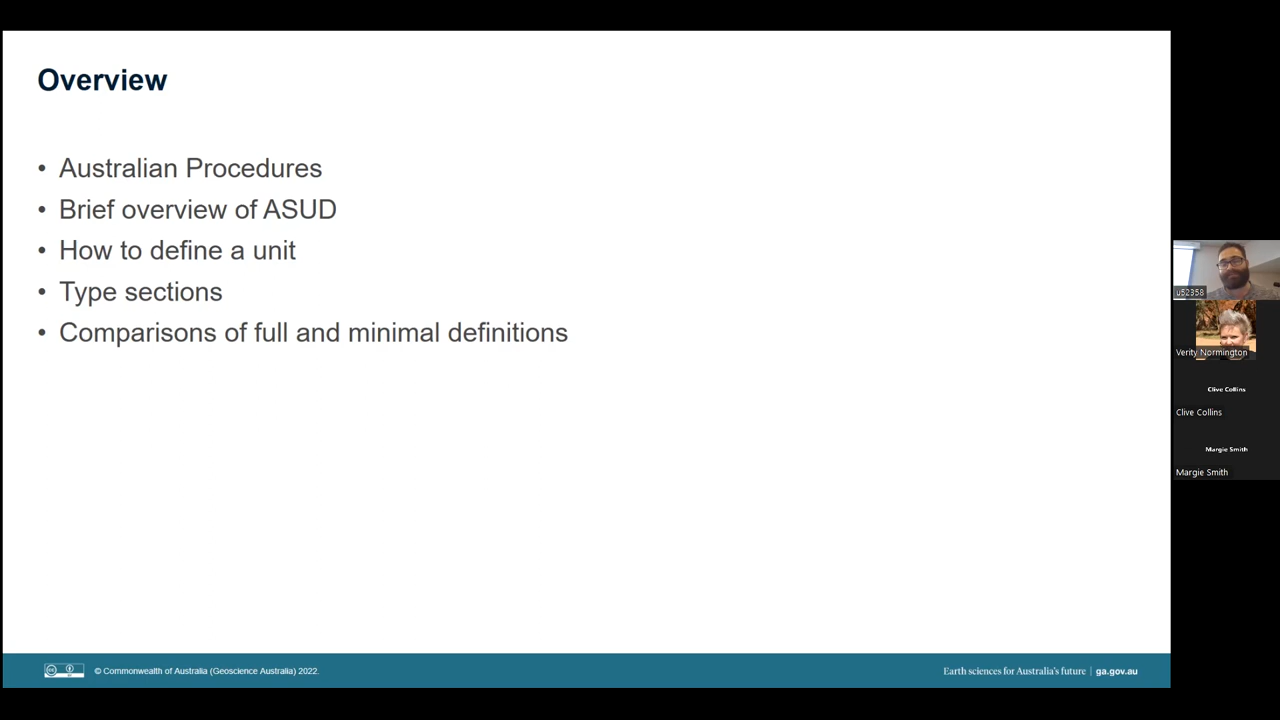 Overview
• Australian Procedures
• Brief overview of ASUD
• How to define a unit
• Type sections
• Comparisons of full and minimal definitions
© Commonwealth of Australia (Geoscience Australia) 2022.
Earth sciences for Australia's future | ga.gov.au
u52358
Verity Normington
Clive Collins
Clive Collins
Margie Smith
Margie Smith